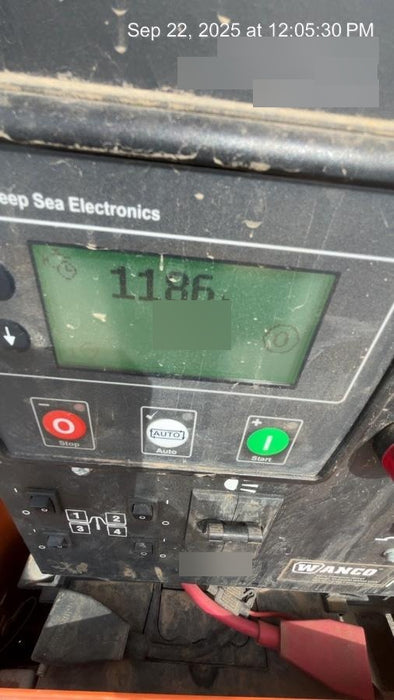 Sep 22, 2025 at 12:05:30 PM
eep Sea Electronics
1186.
0
O
Stop
AUTO
Auto
I
Start
1 2
3 4
WANCO